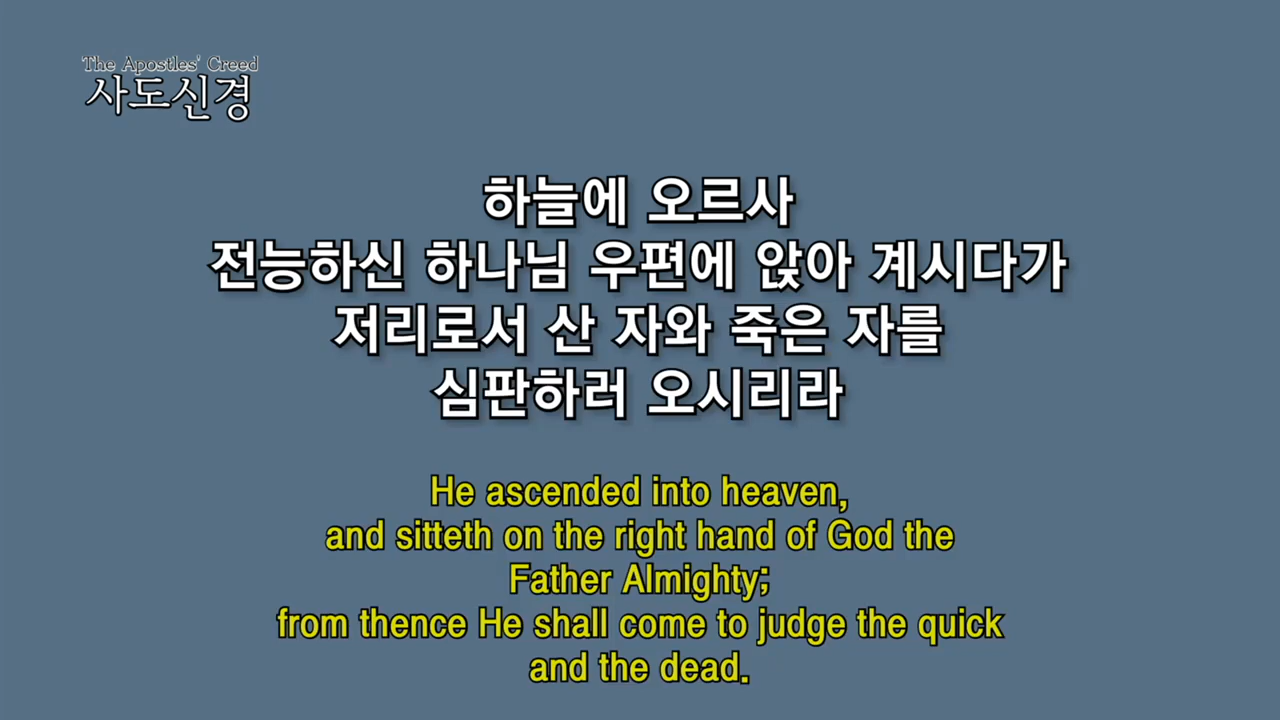 The Apostles' Creed
사도신경
하늘에 오르사
전능하신 하나님 우편에 앉아 계시다가
저리로서 산 자와 죽은 자를
심판하러 오시리라
He ascended into heaven,
and sitteth on the right hand of God the
Father Almighty;
from thence He shall come to judge the quick
and the dead.